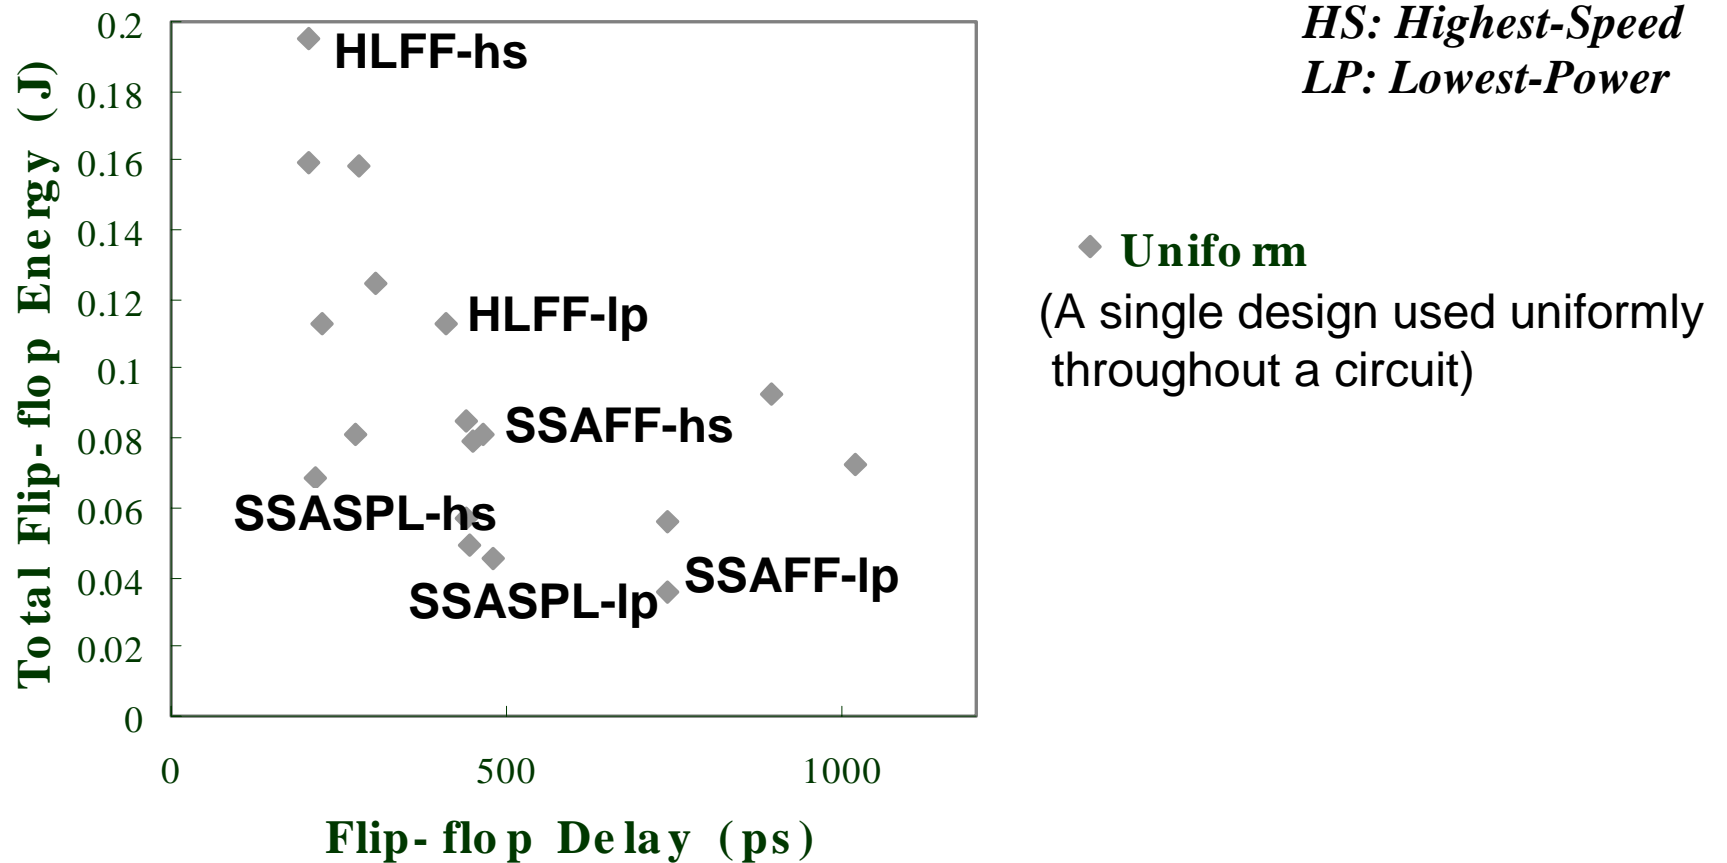 HS: Highest-Speed
LP: Lowest-Power
Total Flip-flop Energy (J)
0.2
0.18
0.16
0.14
0.12
0.1
0.08
0.06
0.04
0.02
0
HLFF-hs
HLFF-lp
SSAFF-hs
SSASPL-hs
SSAFF-lp
SSASPL-lp
0 500 1000
Flip-flop Delay (ps)
Uniform
(A single design used uniformly
throughout a circuit)